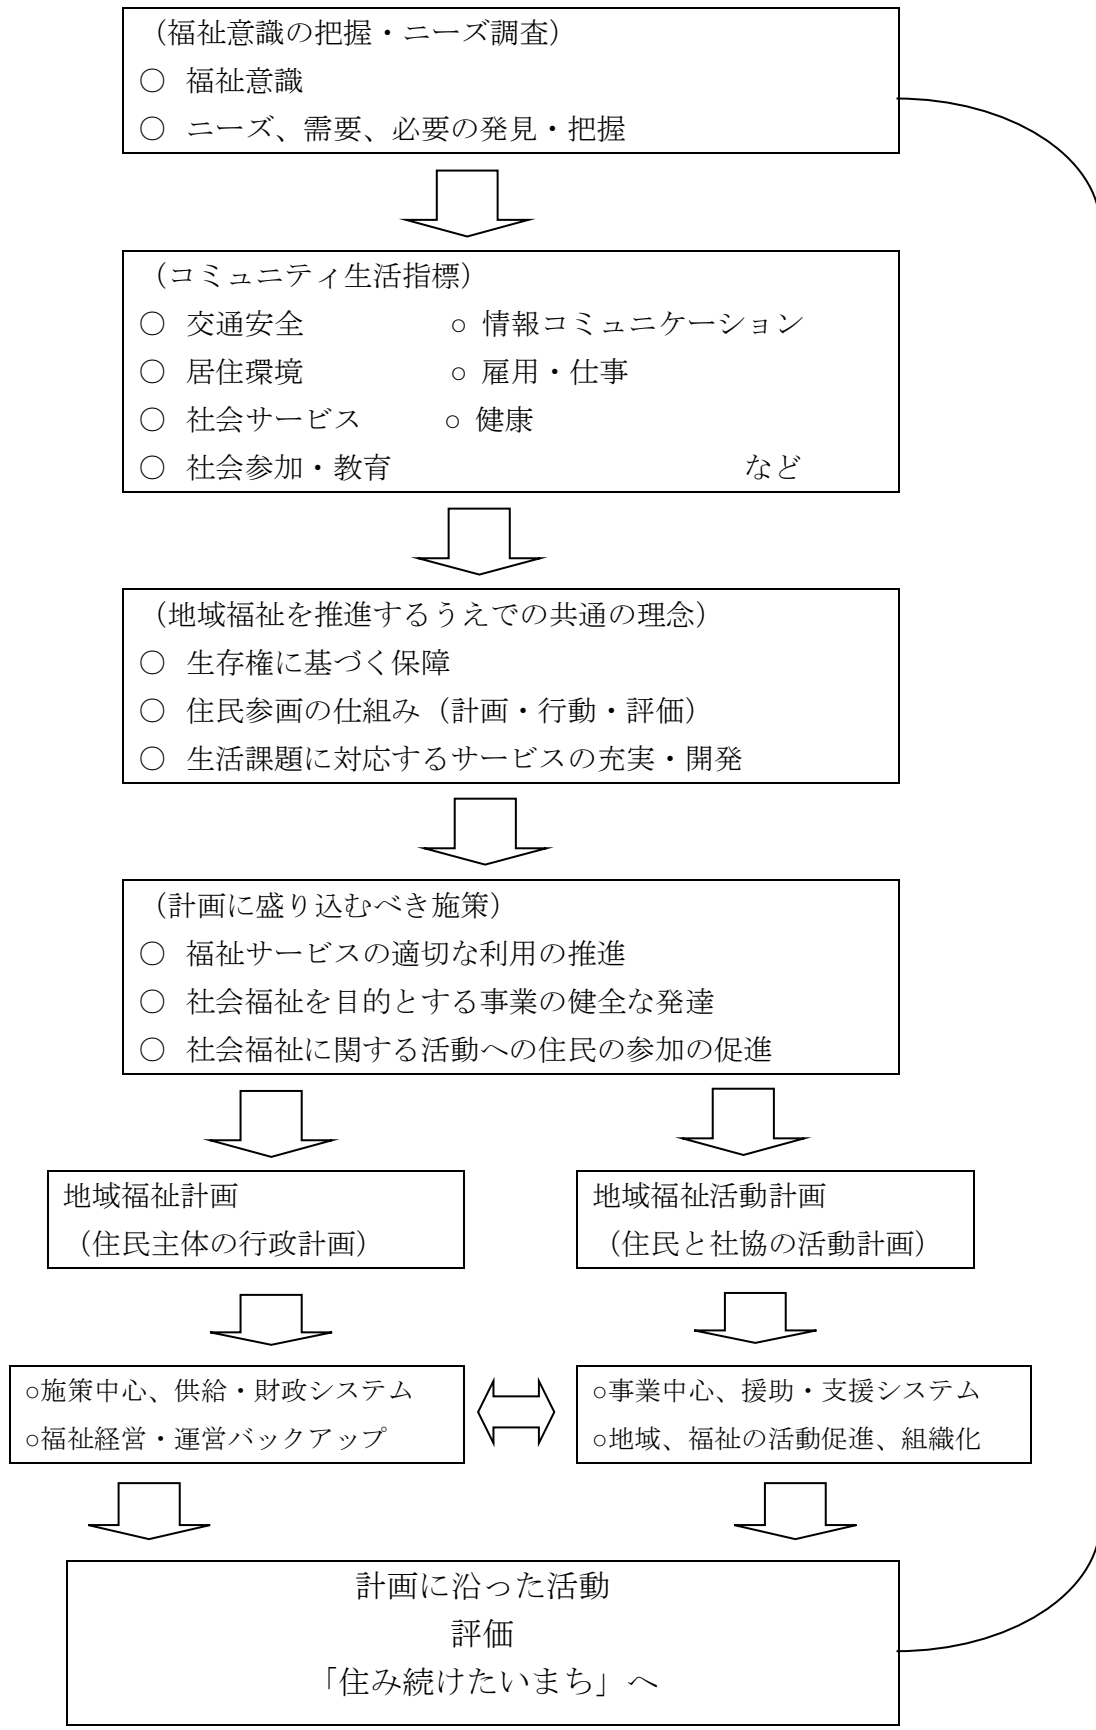 （福祉意識の把握・ニーズ調査）
○ 福祉意識
○ ニーズ、需要、必要の発見・把握
（コミュニティ生活指標）
○ 交通安全 ○ 情報コミュニケーション
○ 居住環境 ○ 雇用・仕事
○ 社会サービス ○ 健康
○ 社会参加・教育 など
（地域福祉を推進するうえでの共通の理念）
○ 生存権に基づく保障
○ 住民参画の仕組み（計画・行動・評価）
○ 生活課題に対応するサービスの充実・開発
（計画に盛り込むべき施策）
○ 福祉サービスの適切な利用の推進
○ 社会福祉を目的とする事業の健全な発達
○ 社会福祉に関する活動への住民の参加の促進
地域福祉計画
（住民主体の行政計画）
地域福祉活動計画
（住民と社協の活動計画）
○施策中心、供給・財政システム
○福祉経営・運営バックアップ
○事業中心、援助・支援システム
○地域、福祉の活動促進、組織化
計画に沿った活動
評価
「住み続けたいまち」へ